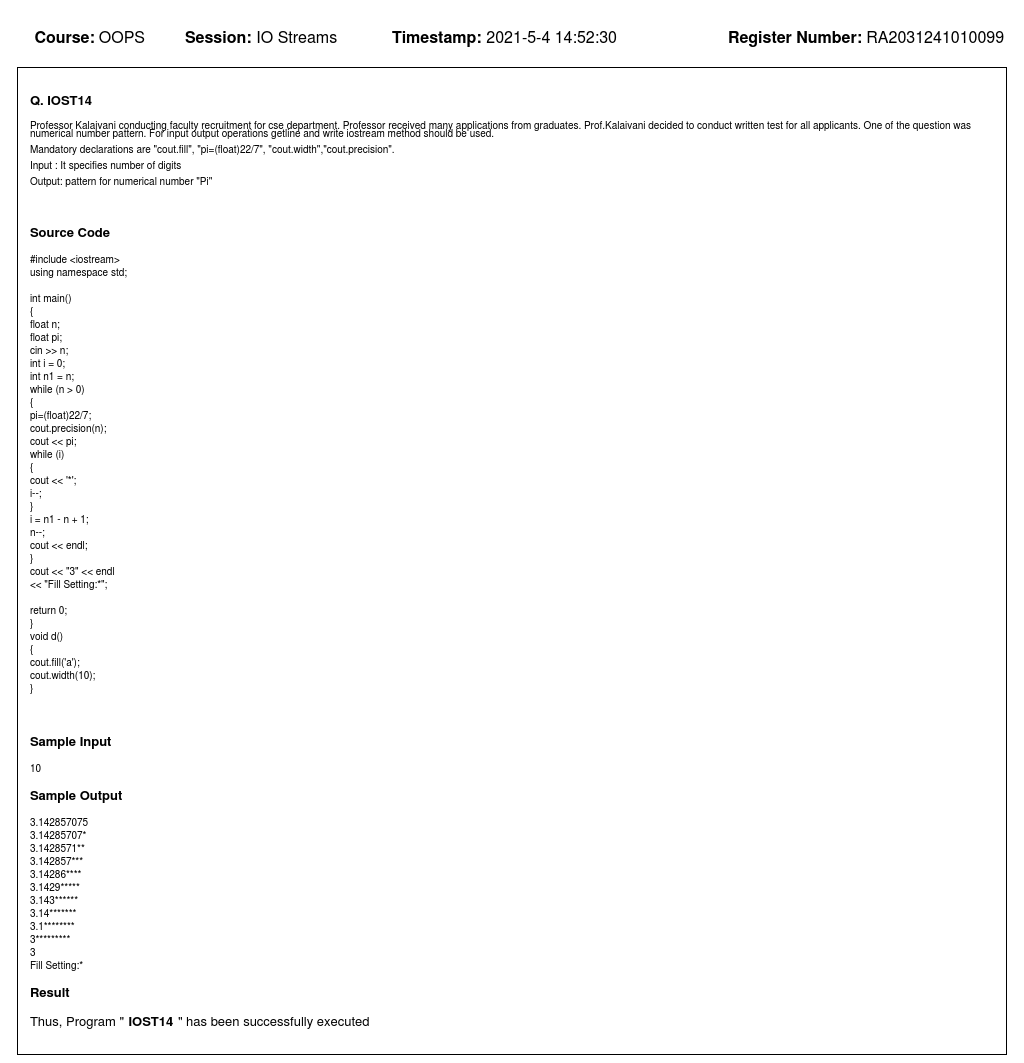 Course: OOPS Session: IO Streams Timestamp: 2021-5-4 14:52:30 Register Number: RA2031241010099
Q. IOST14
Professor Kalaivani conducting faculty recruitment for cse department. Professor received many applications from graduates. Prof.Kalaivani decided to conduct written test for all applicants. One of the question was
numerical number pattern. For input output operations getline and write iostream method should be used.
Mandatory declarations are "cout.fill", "pi=(float)22/7", "cout.width","cout.precision".
Input : It specifies number of digits
Output: pattern for numerical number "Pi"
Source Code
#include <iostream>
using namespace std;
int main()
{
float n;
float pi;
cin >> n;
int i = 0;
int n1 = n;
while (n > 0)
{
pi=(float)22/7;
cout.precision(n);
cout << pi;
while (i)
{
cout << '*';
i--;
}
i = n1 - n + 1;
n--;
cout << endl;
}
cout << "3" << endl
<< "Fill Setting:*";
return 0;
}
void d()
{
cout.fill('a');
cout.width(10);
}
Sample Input
10
Sample Output
3.142857075
3.14285707*
3.1428571**
3.142857***
3.14286****
3.1429*****
3.143******
3.14*******
3.1********
3*********
3
Fill Setting:*
Result
Thus, Program " IOST14 " has been successfully executed